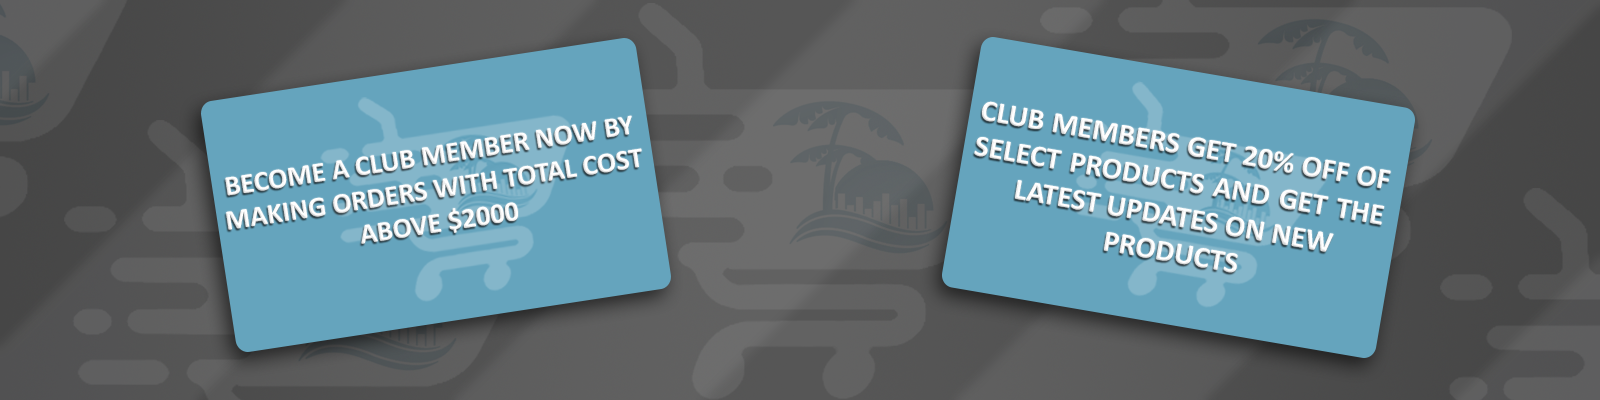 BECOME A CLUB MEMBER NOW BY
MAKING ORDERS WITH TOTAL COST
ABOVE $2000
CLUB MEMBERS GET 20% OFF OF
SELECT PRODUCTS AND GET THE
LATEST UPDATES ON NEW
PRODUCTS